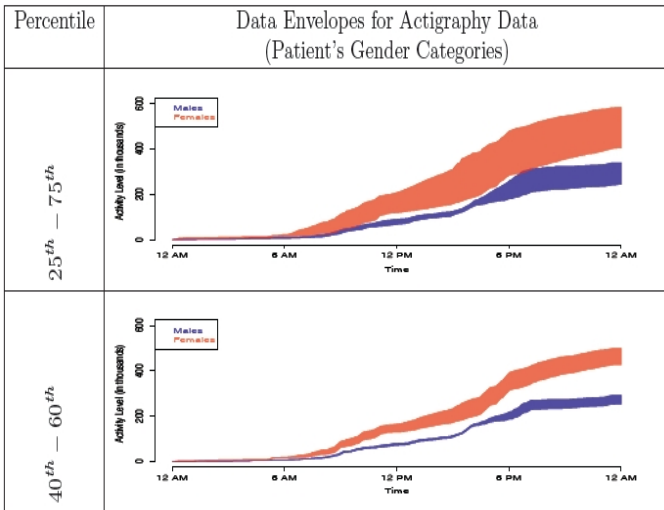 Percentile
Data Envelopes for Actigraphy Data
(Patient's Gender Categories)
25th − 75th
Activity Level (in thousands)
600
400
200
0
Males
Females
12 AM 6 AM 12 PM 6 PM 12 AM
Time
40th − 60th
Activity Level (in thousands)
600
400
200
0
Males
Females
12 AM 6 AM 12 PM 6 PM 12 AM
Time